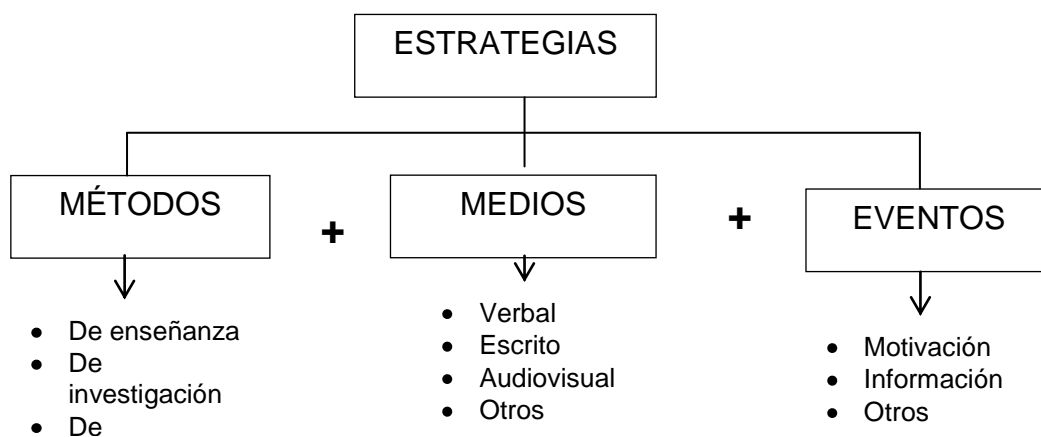 ESTRATEGIAS
MÉTODOS
+
MEDIOS
+
EVENTOS
• De enseñanza
• De
investigación
• De
• Verbal
• Escrito
• Audiovisual
• Otros
• Motivación
• Información
• Otros